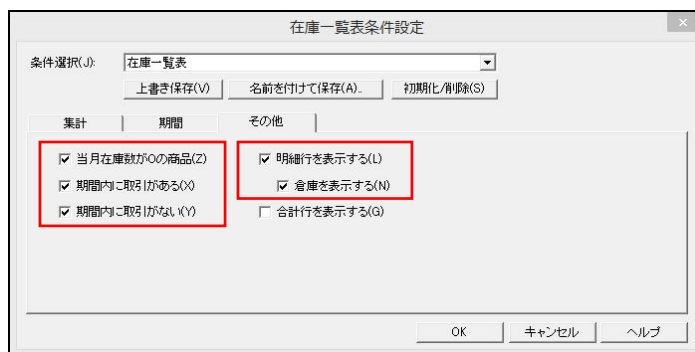 在庫一覧表条件設定
条件選択(J): 在庫一覧表
上書き保存(V) 名前を付けて保存(A)... 初期化/削除(S)
集計 期間 その他
当月在庫数が0の商品(Z) 明細行を表示する(L)
期間内に取引がある(X) 倉庫を表示する(N)
期間内に取引がない(Y) 合計行を表示する(G)
OK キャンセル ヘルプ